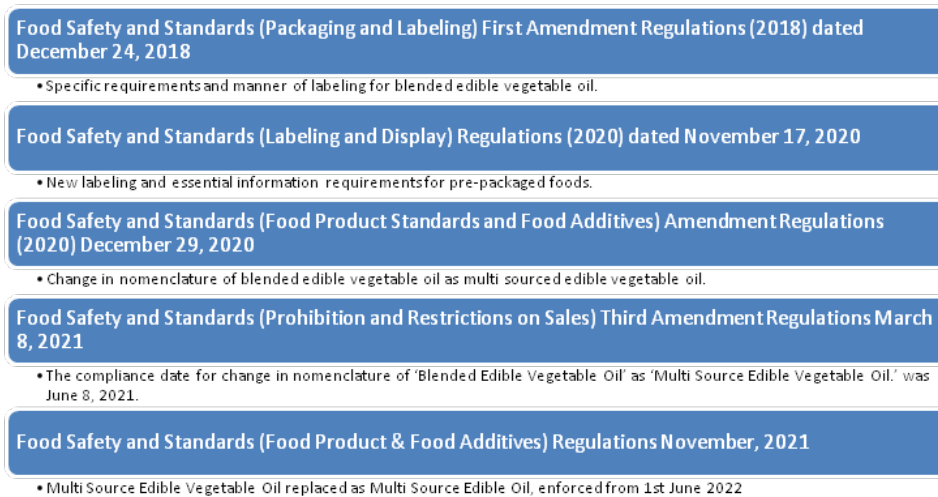 Food Safety and Standards (Packaging and Labeling) First Amendment Regulations (2018) dated
December 24, 2018
• Specific requirements and manner of labeling for blended edible vegetable oil.
Food Safety and Standards (Labeling and Display) Regulations (2020) dated November 17, 2020
• New labeling and essential information requirements for pre-packaged foods.
Food Safety and Standards (Food Product Standards and Food Additives) Amendment Regulations
(2020) December 29, 2020
• Change in nomenclature of blended edible vegetable oil as multi sourced edible vegetable oil.
Food Safety and Standards (Prohibition and Restrictions on Sales) Third Amendment Regulations March
8, 2021
• The compliance date for change in nomenclature of ‘Blended Edible Vegetable Oil’ as ‘Multi Source Edible Vegetable Oil.’ was
June 8, 2021.
Food Safety and Standards (Food Product & Food Additives) Regulations November, 2021
• Multi Source Edible Vegetable Oil replaced as Multi Source Edible Oil, enforced from 1st June 2022